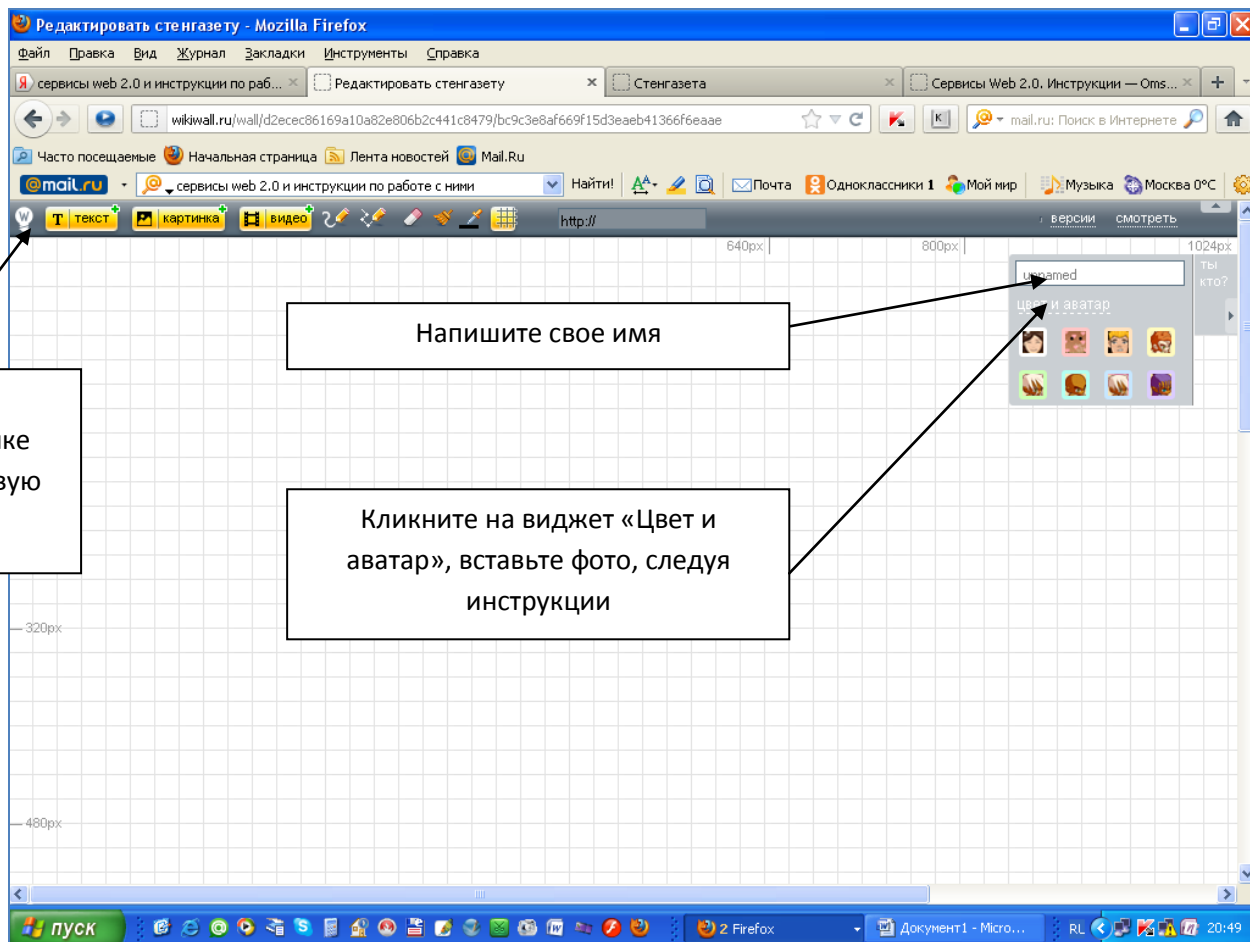 Редактировать стенгазету - Mozilla Firefox
Файл Правка Вид Журнал Закладки Инструменты Справка
сервисы web 2.0 и инструкции по раб... Редактировать стенгазету Стенгазета Сервисы Web 2.0. Инструкции — Oms...
wikiwall.ru/wall/d2ecec86169a10a82e806b2c441c8479/bc9c3e8af669f15d3eaeb41366f6eaae mail.ru: Поиск в Интернете
Часто посещаемые Начальная страница Лента новостей Mail.Ru
@mail.ru сервисы web 2.0 и инструкции по работе с ними Найти! Почта Одноклассники 1 Мой мир Музыка Москва 0°C
W T текст картинка видео http:// версии смотреть
640px 800px 1024px
unnamed ты
кто?
цвет и аватар
Напишите свое имя
ке
вую
Кликните на виджет «Цвет и
аватар», вставьте фото, следуя
инструкции
320px
480px
пуск 2 Firefox Документ1 - Micro... RL 20:49